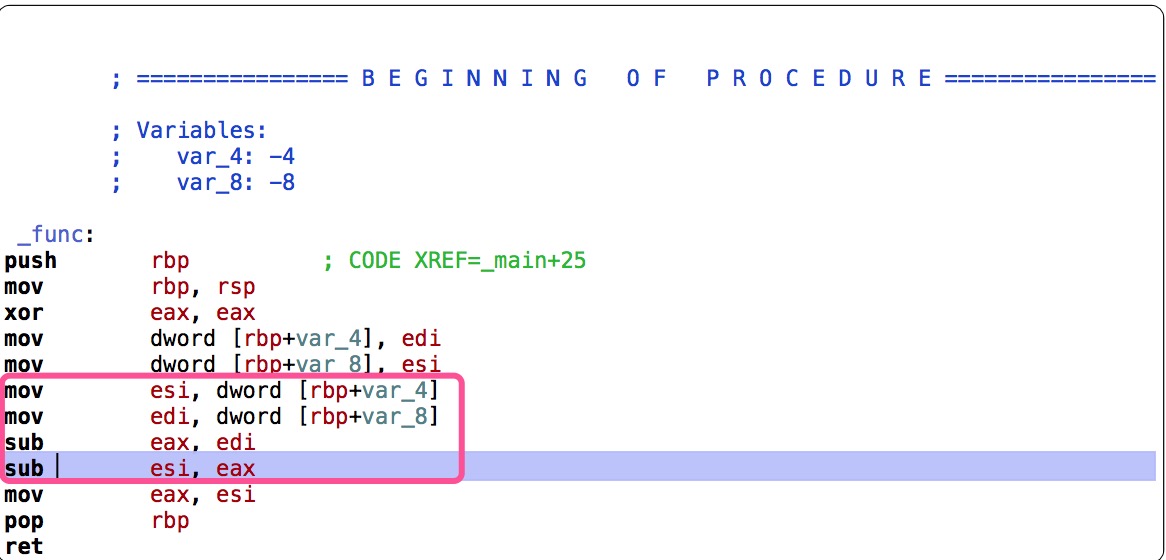 ; ================ B E G I N N I N G   O F   P R O C E D U R E ================
; Variables:
;    var_4: -4
;    var_8: -8
_func:
push       rbp          ; CODE XREF=_main+25
mov        rbp, rsp
xor        eax, eax
mov        dword [rbp+var_4], edi
mov        dword [rbp+var_8], esi
mov        esi, dword [rbp+var_4]
mov        edi, dword [rbp+var_8]
sub        eax, edi
sub        esi, eax
mov        eax, esi
pop        rbp
ret